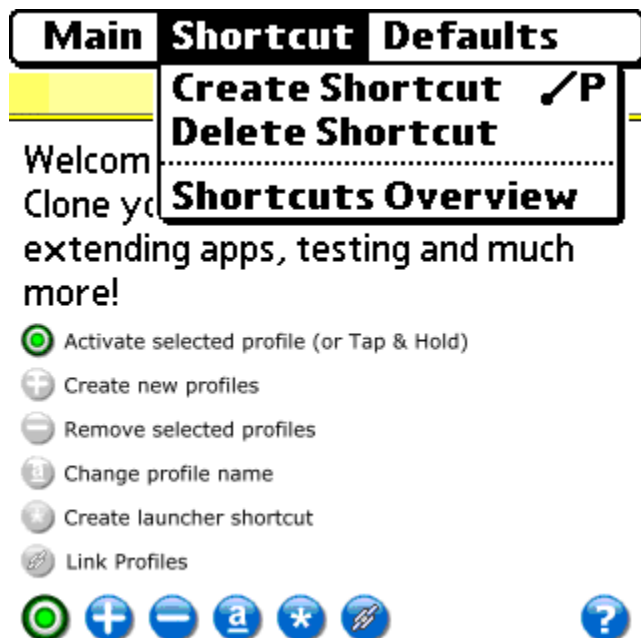 Main Shortcut Defaults
Create Shortcut P
Delete Shortcut
Shortcuts Overview
Welcom
Clone yo
extending apps, testing and much
more!
Activate selected profile (or Tap & Hold)
Create new profiles
Remove selected profiles
a Change profile name
* Create launcher shortcut
Link Profiles
a * ?